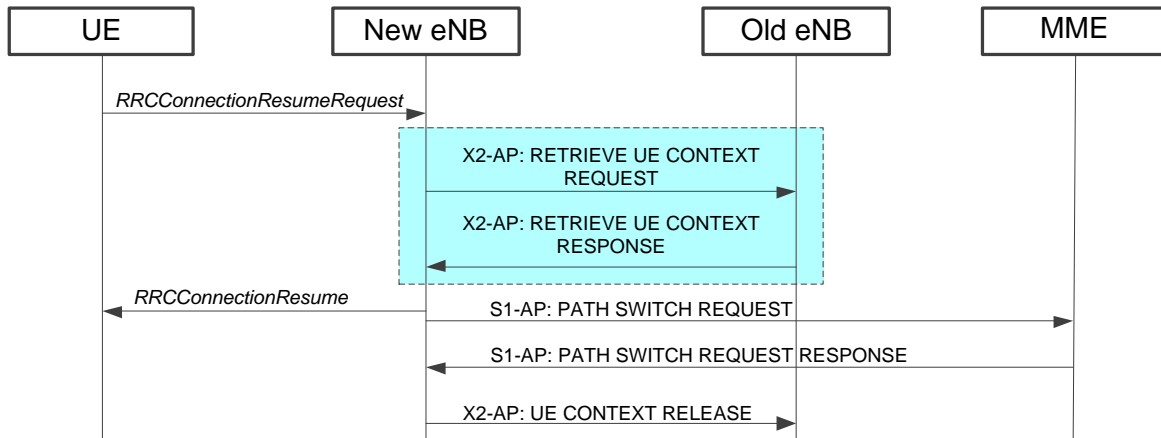 UE
New eNB
Old eNB
MME
RRCConnectionResumeRequest
X2-AP: RETRIEVE UE CONTEXT
REQUEST
X2-AP: RETRIEVE UE CONTEXT
RESPONSE
RRCConnectionResume
S1-AP: PATH SWITCH REQUEST
S1-AP: PATH SWITCH REQUEST RESPONSE
X2-AP: UE CONTEXT RELEASE